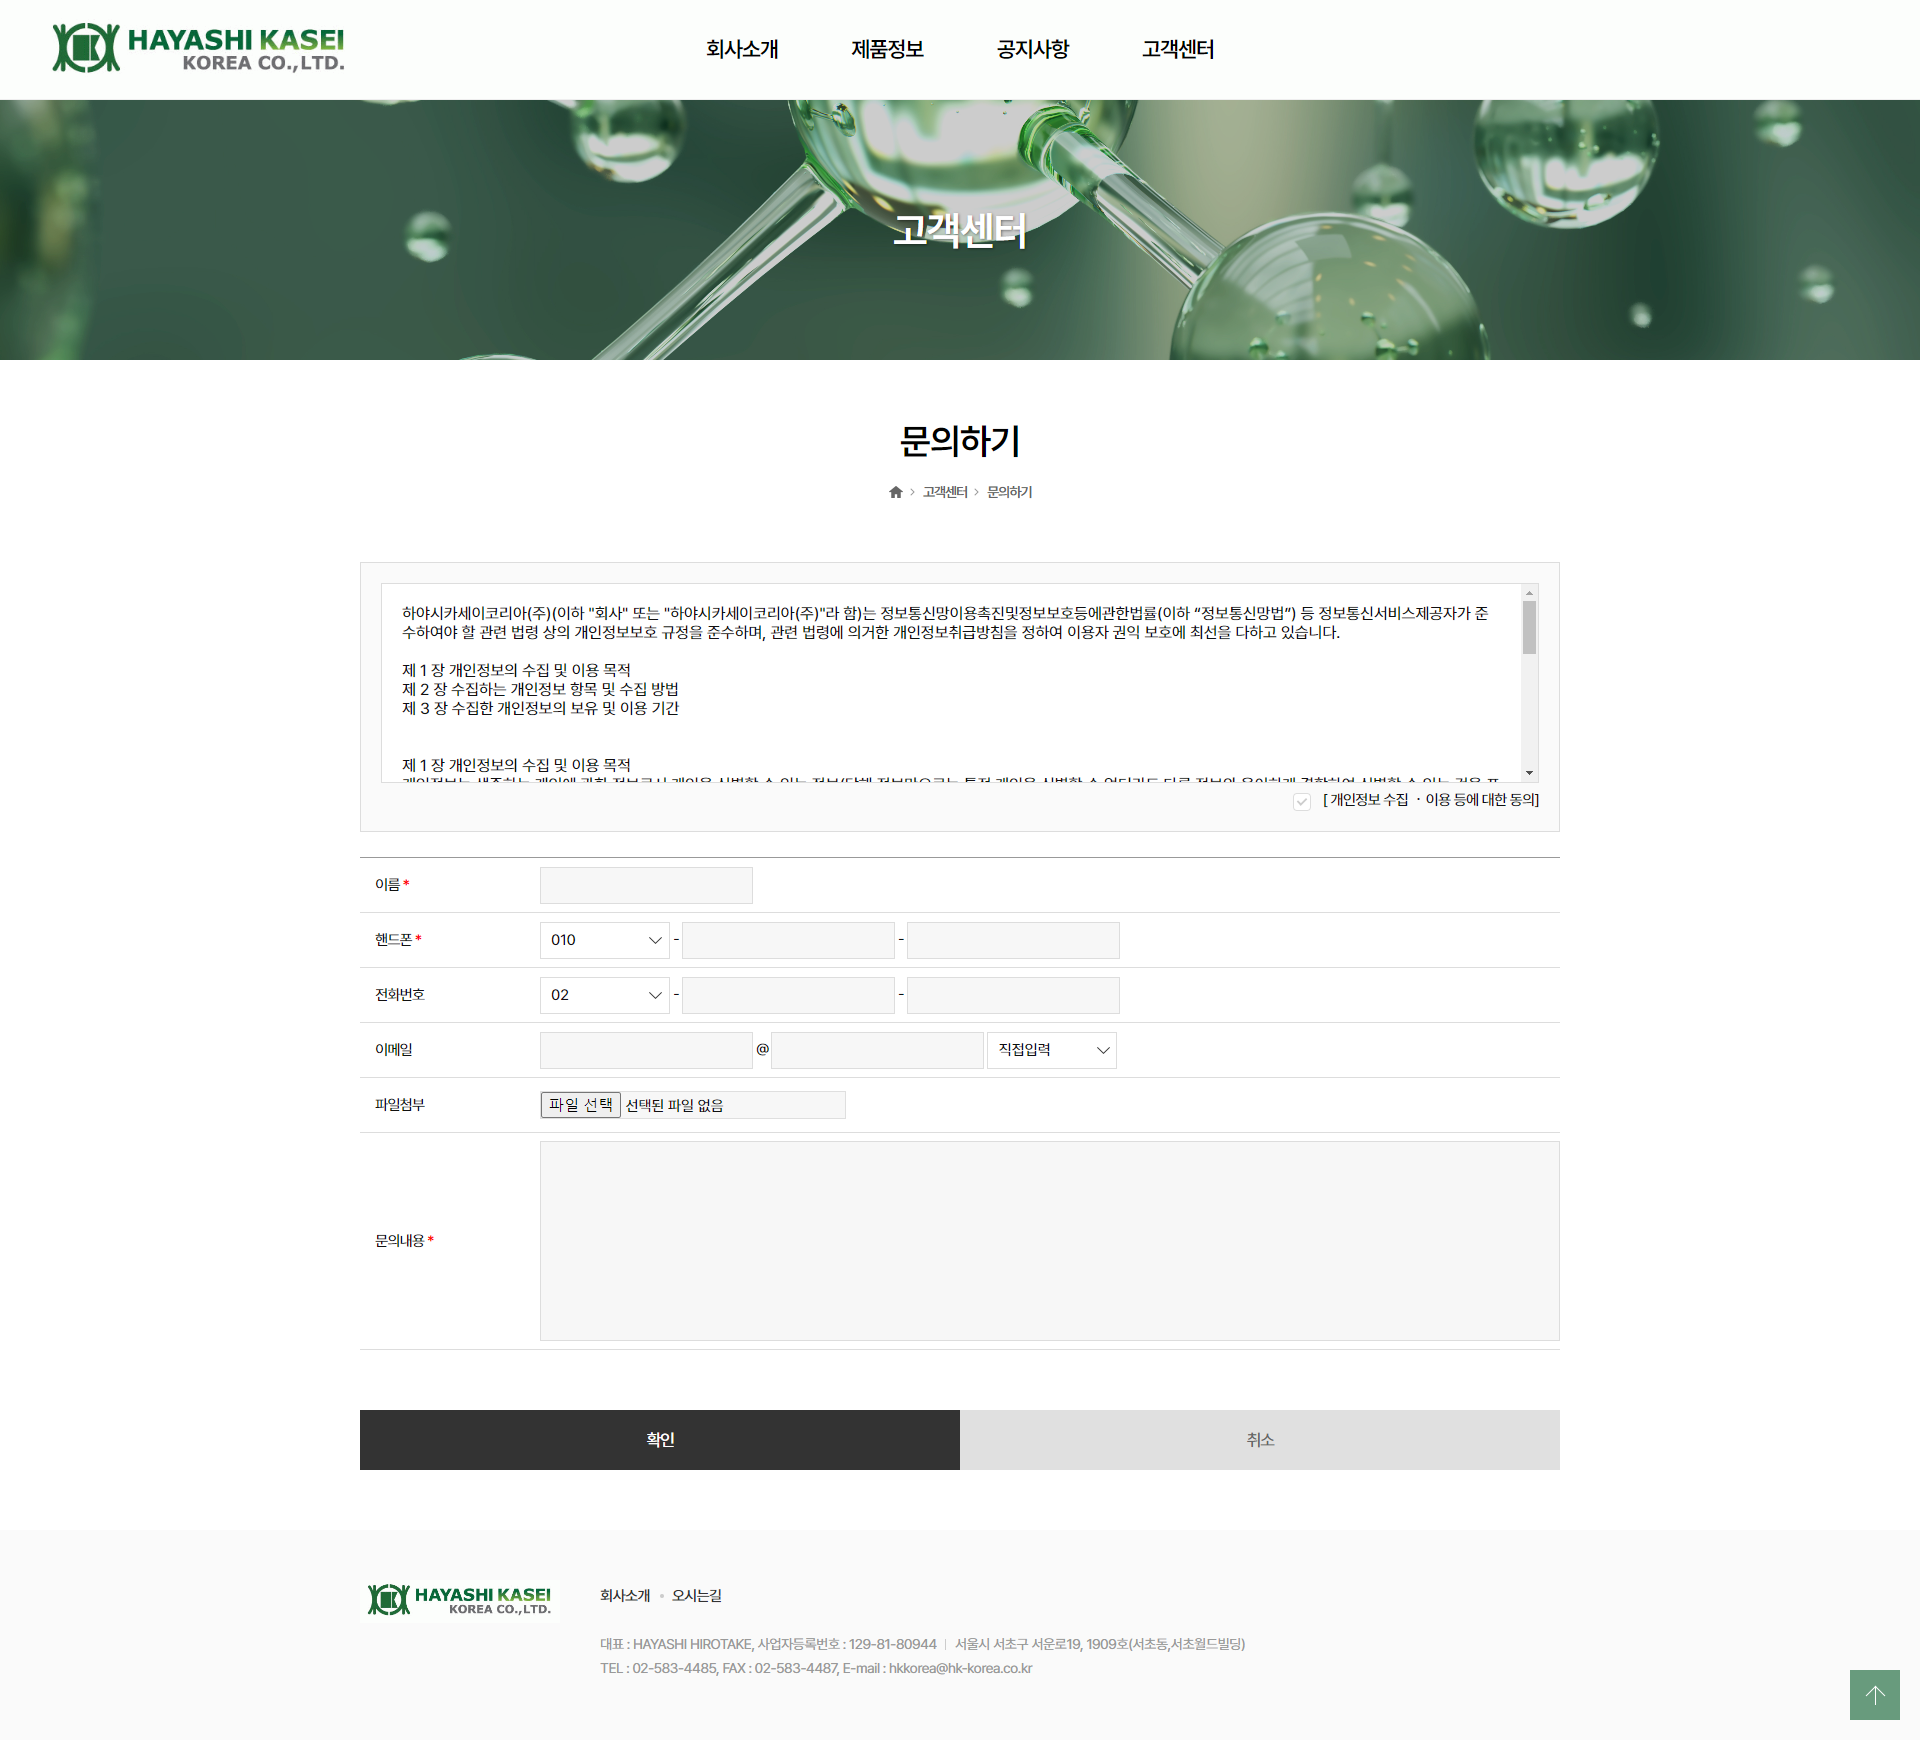 HAYASHI KASEI
KOREA CO.,LTD.
회사소개 제품정보 공지사항 고객센터
고객센터
문의하기
고객센터 문의하기
하야시카세이코리아(주)(이하 "회사" 또는 "하야시카세이코리아(주)"라 함)는 정보통신망이용촉진및정보보호등에관한법률(이하 “정보통신망법”) 등 정보통신서비스제공자가 준
수하여야 할 관련 법령 상의 개인정보보호 규정을 준수하며, 관련 법령에 의거한 개인정보취급방침을 정하여 이용자 권익 보호에 최선을 다하고 있습니다.
제 1 장 개인정보의 수집 및 이용 목적
제 2 장 수집하는 개인정보 항목 및 수집 방법
제 3 장 수집한 개인정보의 보유 및 이용 기간
제 1 장 개인정보의 수집 및 이용 목적
[ 개인정보 수집 ㆍ이용 등에 대한 동의]
이름 *
핸드폰 * 010 - -
전화번호 02 - -
이메일 @ 직접입력
파일첨부 파일 선택 선택된 파일 없음
문의내용 *
확인 취소
HAYASHI KASEI
KOREA CO.,LTD.
회사소개 • 오시는길
대표 : HAYASHI HIROTAKE, 사업자등록번호 : 129-81-80944 | 서울시 서초구 서운로19, 1909호(서초동,서초월드빌딩)
TEL : 02-583-4485, FAX : 02-583-4487, E-mail : hkkorea@hk-korea.co.kr